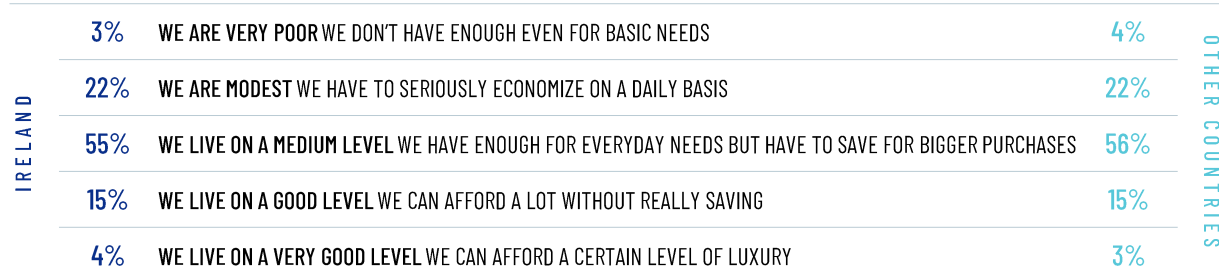 IRELAND
3% WE ARE VERY POOR WE DON'T HAVE ENOUGH EVEN FOR BASIC NEEDS 4%
22% WE ARE MODEST WE HAVE TO SERIOUSLY ECONOMIZE ON A DAILY BASIS 22%
55% WE LIVE ON A MEDIUM LEVEL WE HAVE ENOUGH FOR EVERYDAY NEEDS BUT HAVE TO SAVE FOR BIGGER PURCHASES 56%
15% WE LIVE ON A GOOD LEVEL WE CAN AFFORD A LOT WITHOUT REALLY SAVING 15%
4% WE LIVE ON A VERY GOOD LEVEL WE CAN AFFORD A CERTAIN LEVEL OF LUXURY 3%
OTHER COUNTRIES